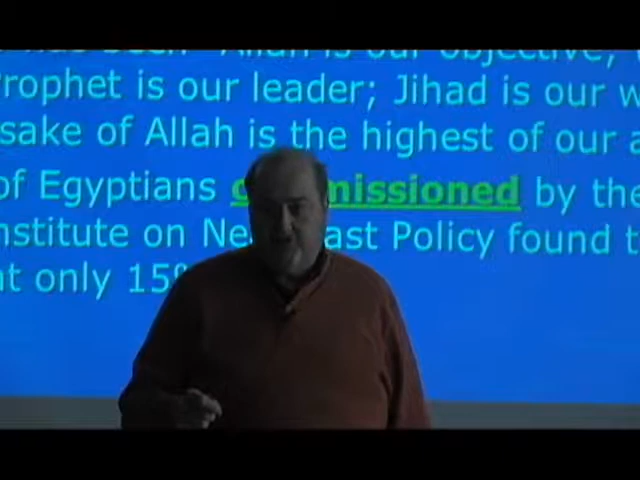 Allah is our objective;
Prophet is our leader; Jihad is our
sake of Allah is the highest of our
of Egyptians commissioned by the
Institute on Near East Policy found
only 15%